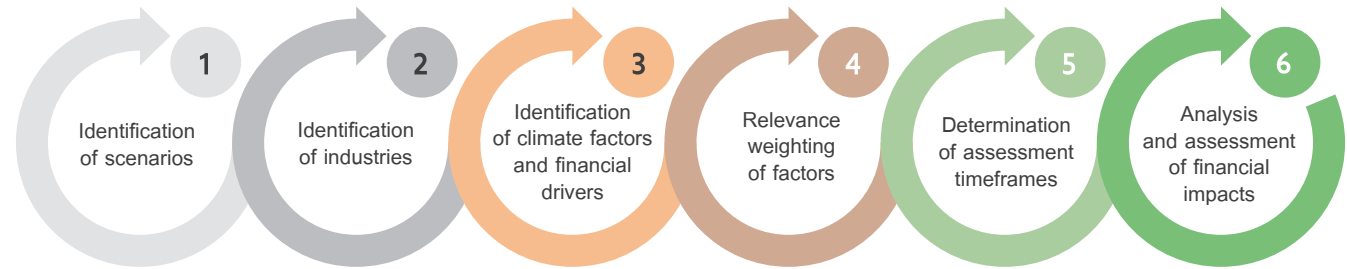 1
Identification
of scenarios
2
Identification
of industries
3
Identification
of climate factors
and financial
drivers
4
Relevance
weighting
of factors
5
Determination
of assessment
timeframes
6
Analysis
and assessment
of financial
impacts